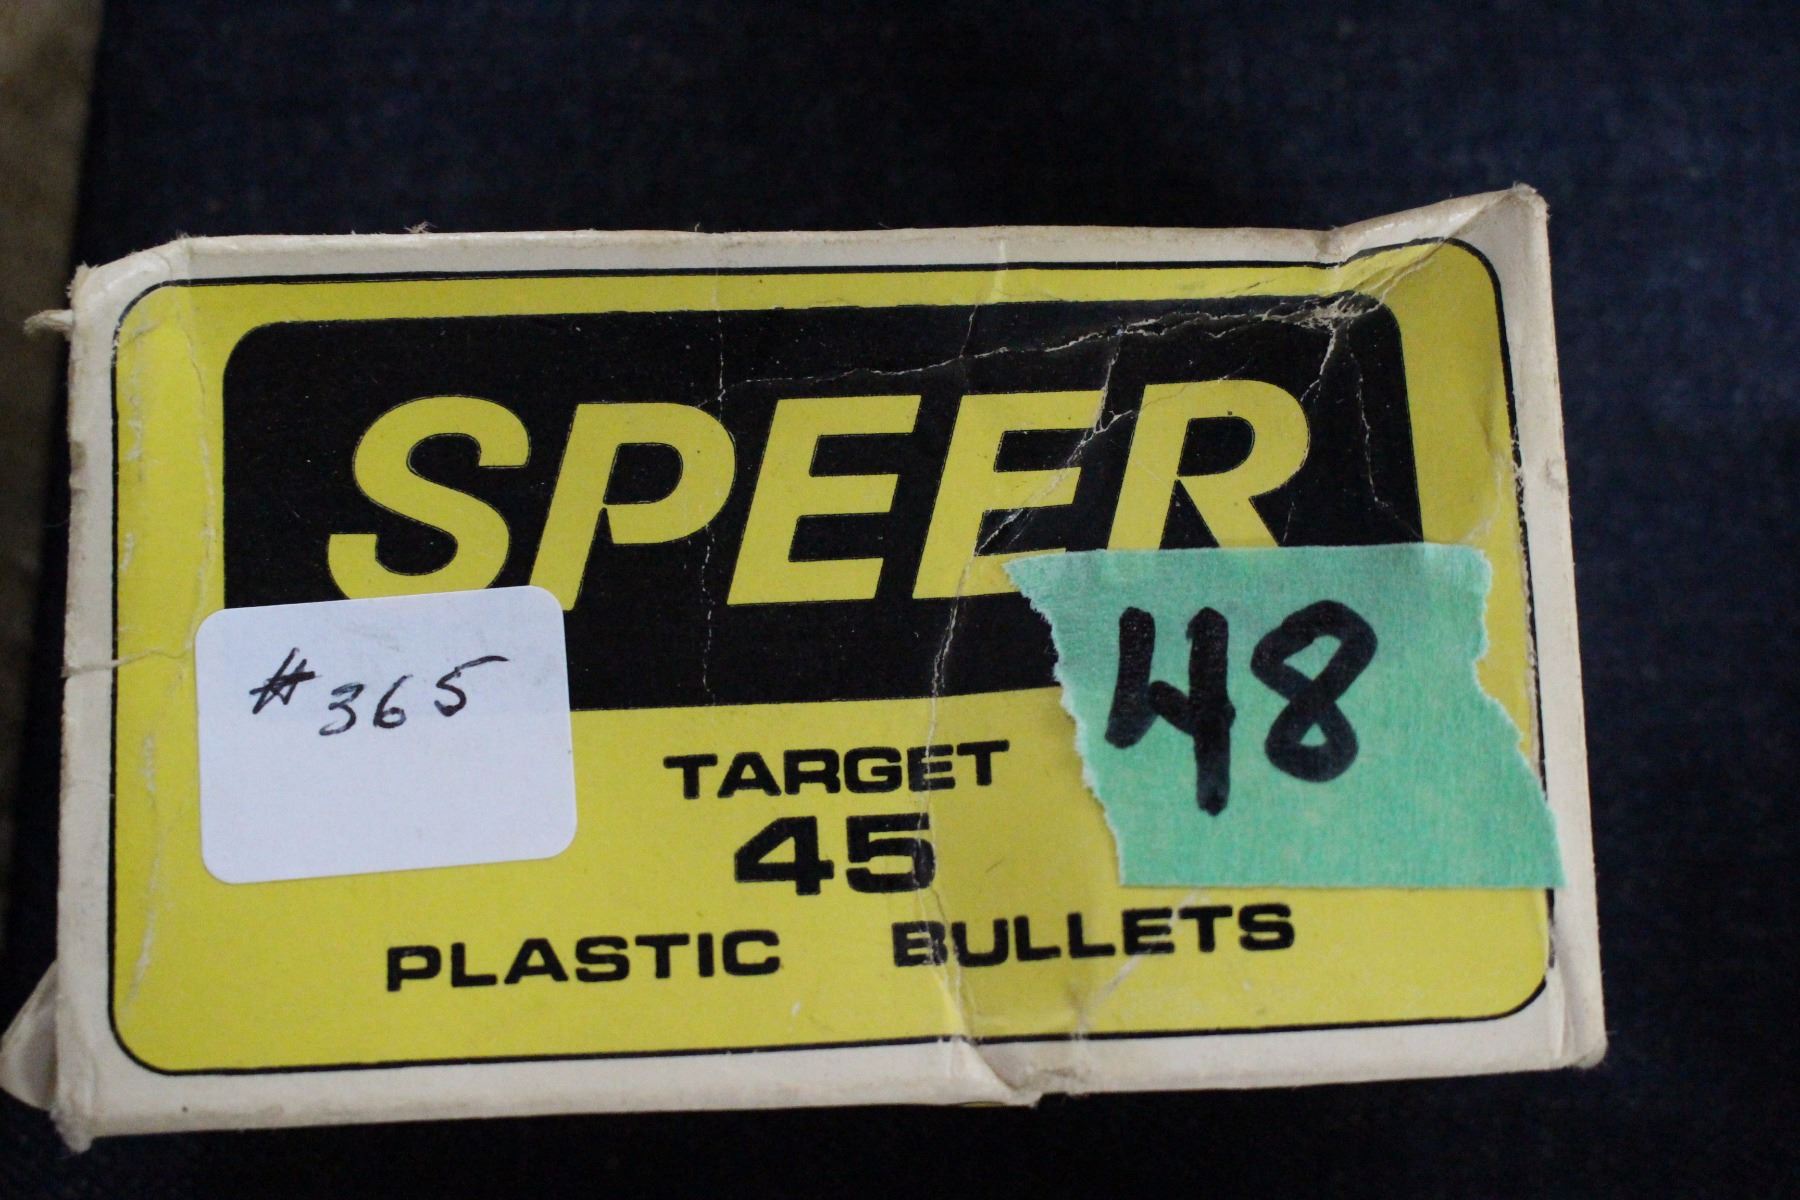 SPEER
# 365
48
TARGET
45
PLASTIC BULLETS